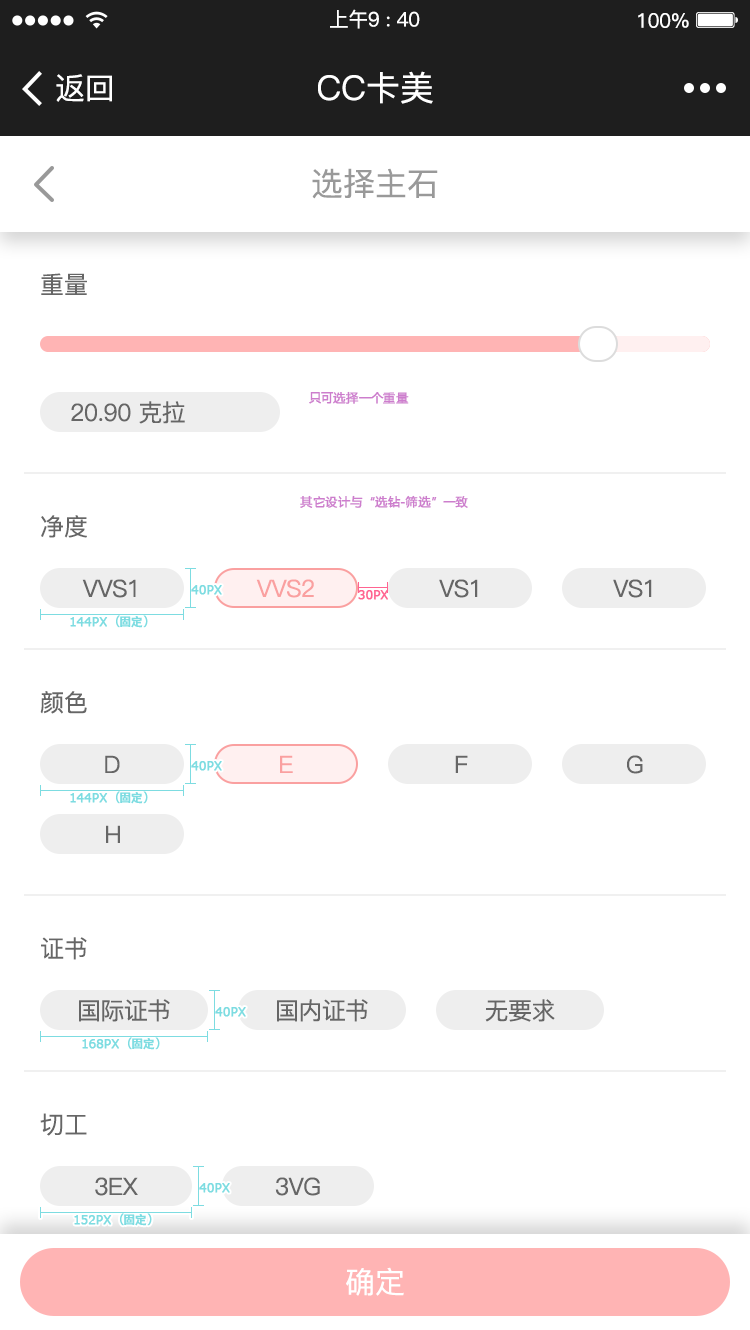 上午9 : 40
100%
返回
CC卡美
选择主石
重量
20.90 克拉
只可选择一个重量
其它设计与“选钻-筛选”一致
净度
VVS1
40PX
VVS2
30PX
VS1
VS1
144PX（固定）
颜色
D
40PX
E
F
G
144PX（固定）
H
证书
国际证书
40PX
国内证书
无要求
168PX（固定）
切工
3EX
40PX
3VG
152PX（固定）
确定